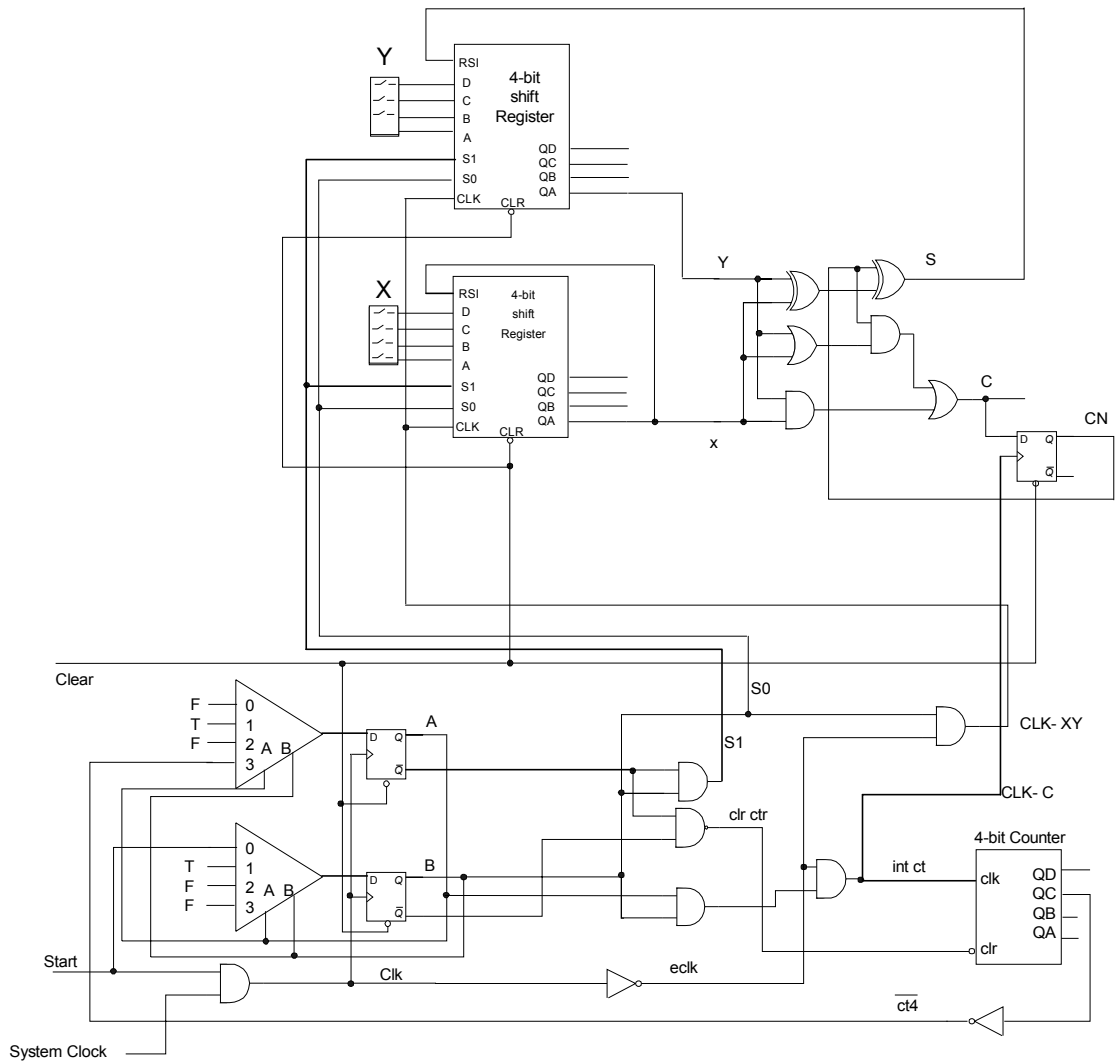 Y
RSI
D
C
B
A
S1
S0
CLK
CLR
4-bit
shift
Register
QD
QC
QB
QA
X
RSI
D
C
B
A
S1
S0
CLK
CLR
4-bit
shift
Register
QD
QC
QB
QA
Y
x
S
C
D Q
Q̅
CN
Clear
F
T
F
0
1
2
3
A B
D Q
Q̅
A
S0
S1
CLK- XY
CLK- C
clr ctr
T
F
F
0
1
2
3
A B
D Q
Q̅
B
int ct
4-bit Counter
clk
clr
QD
QC
QB
QA
Start
Clk
eclk
c̅t̅4̅
System Clock